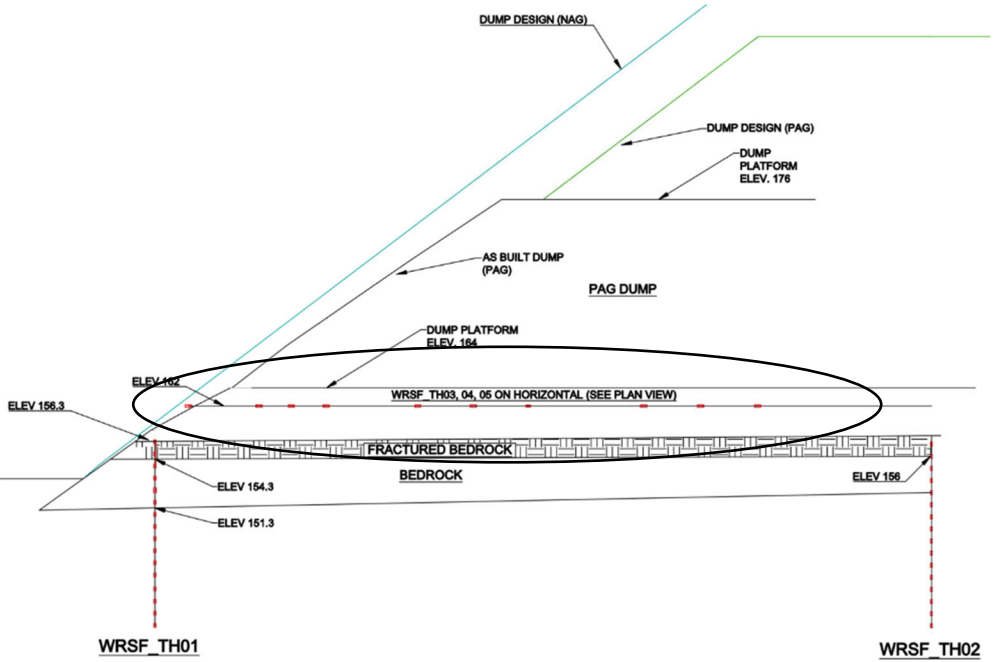 DUMP DESIGN (NAG)
DUMP DESIGN (PAG)
DUMP
PLATFORM
ELEV. 176
AS BUILT DUMP
(PAG)
PAG DUMP
DUMP PLATFORM
ELEV. 164
ELEV 162
WRSF_TH03, 04, 05 ON HORIZONTAL (SEE PLAN VIEW)
ELEV 156.3
FRACTURED BEDROCK
BEDROCK
ELEV 156
ELEV 154.3
ELEV 151.3
WRSF_TH01
WRSF_TH02